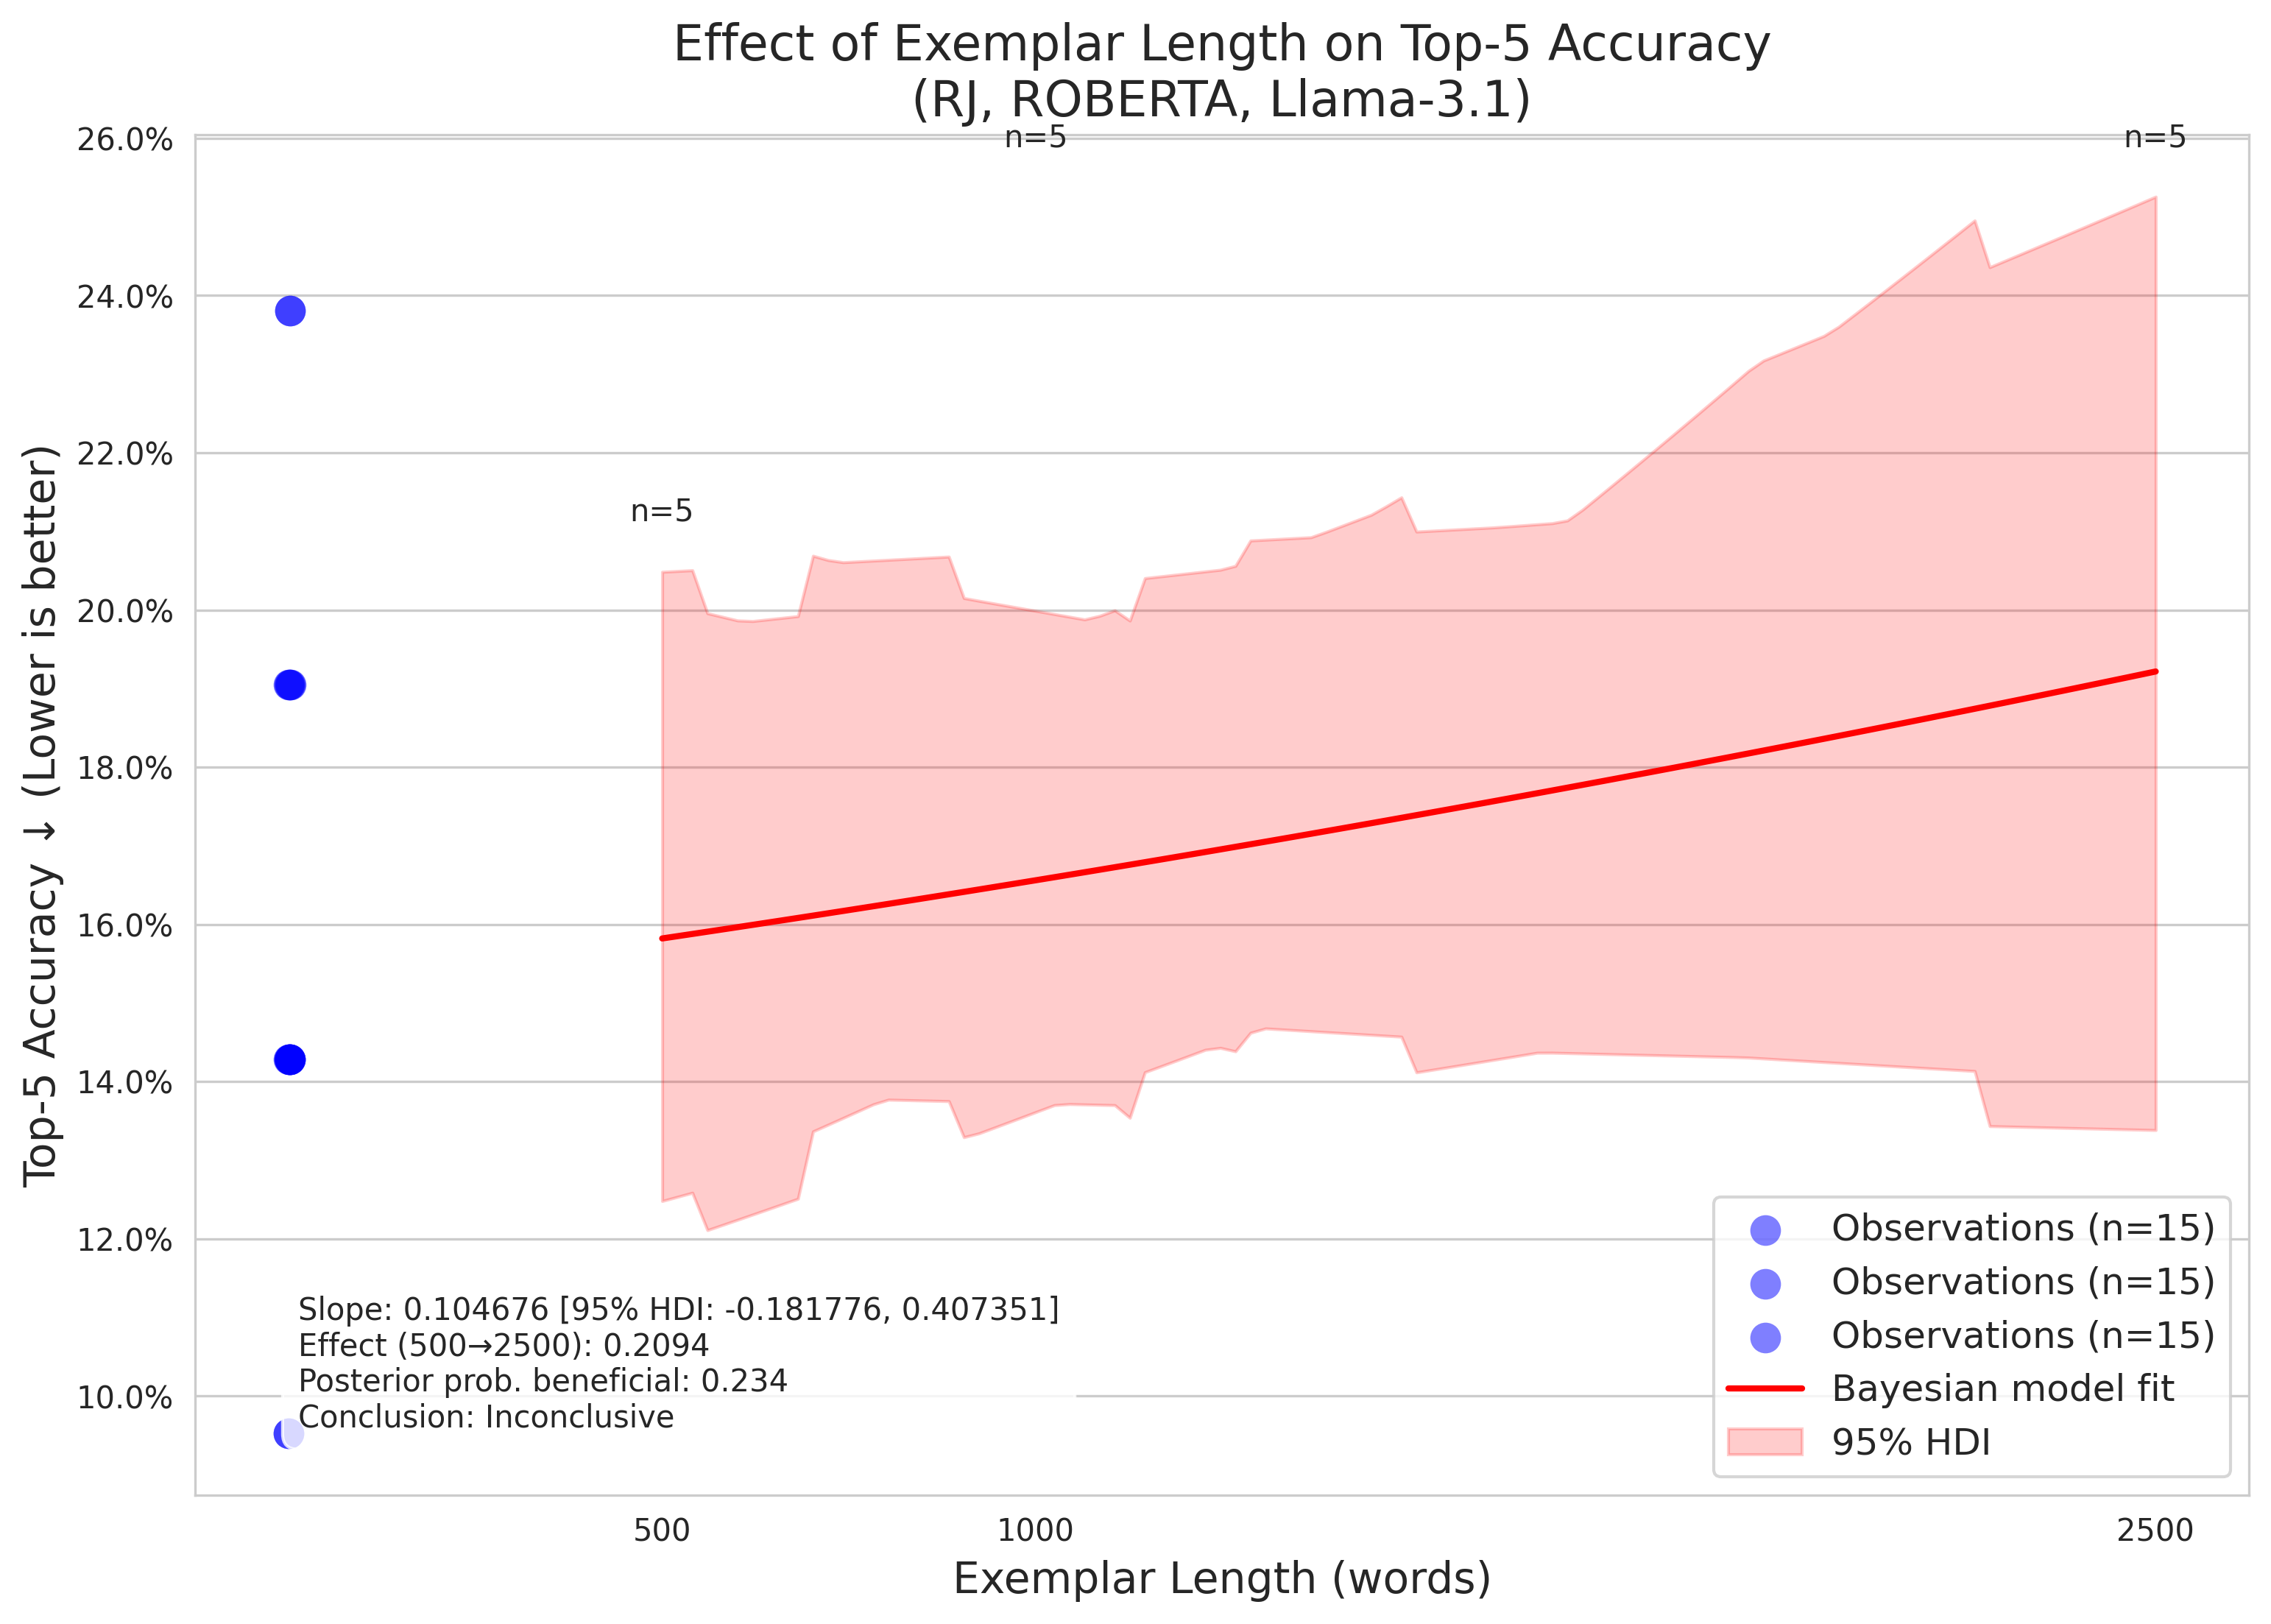 Effect of Exemplar Length on Top-5 Accuracy
(RJ, ROBERTA, Llama-3.1)
Top-5 Accuracy ↓ (Lower is better)
26.0%
24.0%
22.0%
20.0%
18.0%
16.0%
14.0%
12.0%
10.0%
n=5
n=5
n=5
Slope: 0.104676 [95% HDI: -0.181776, 0.407351]
Effect (500→2500): 0.2094
Posterior prob. beneficial: 0.234
Conclusion: Inconclusive
Observations (n=15)
Observations (n=15)
Observations (n=15)
Bayesian model fit
95% HDI
500
1000
2500
Exemplar Length (words)